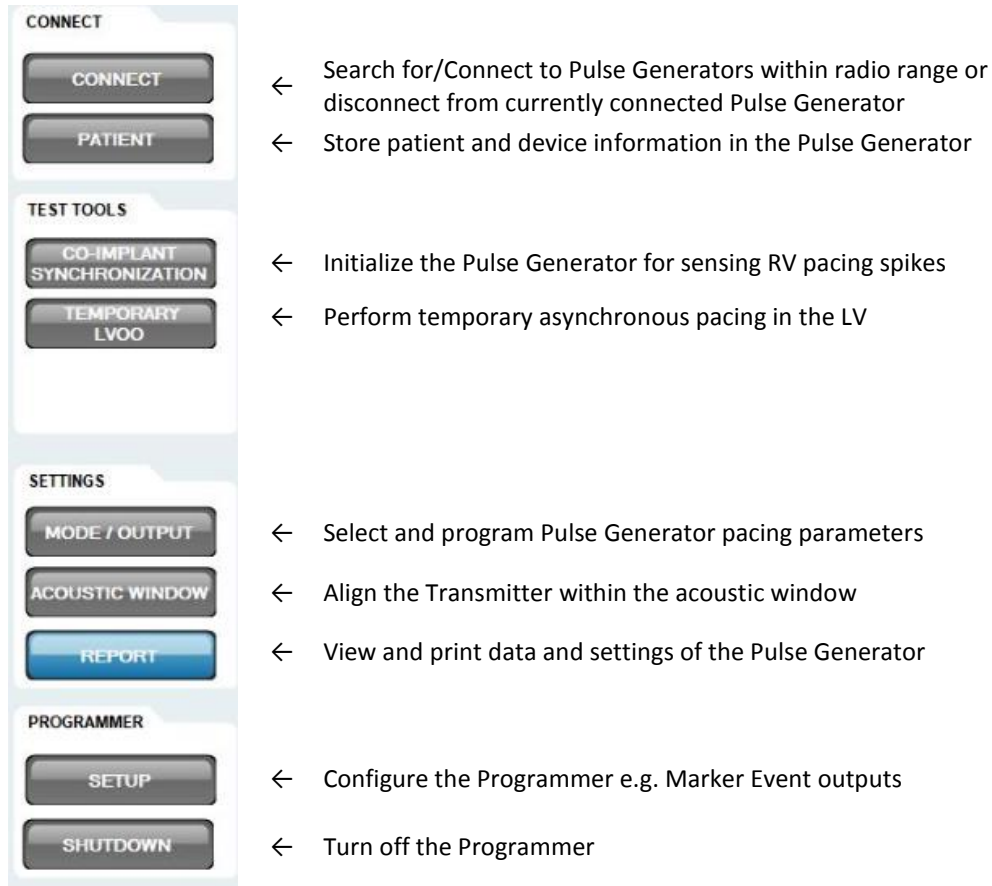 CONNECT
CONNECT
← Search for/Connect to Pulse Generators within radio range or
disconnect from currently connected Pulse Generator
PATIENT
← Store patient and device information in the Pulse Generator
TEST TOOLS
CO-IMPLANT
SYNCHRONIZATION
← Initialize the Pulse Generator for sensing RV pacing spikes
TEMPORARY
LVOO
← Perform temporary asynchronous pacing in the LV
SETTINGS
MODE / OUTPUT
← Select and program Pulse Generator pacing parameters
ACOUSTIC WINDOW
← Align the Transmitter within the acoustic window
REPORT
← View and print data and settings of the Pulse Generator
PROGRAMMER
SETUP
← Configure the Programmer e.g. Marker Event outputs
SHUTDOWN
← Turn off the Programmer